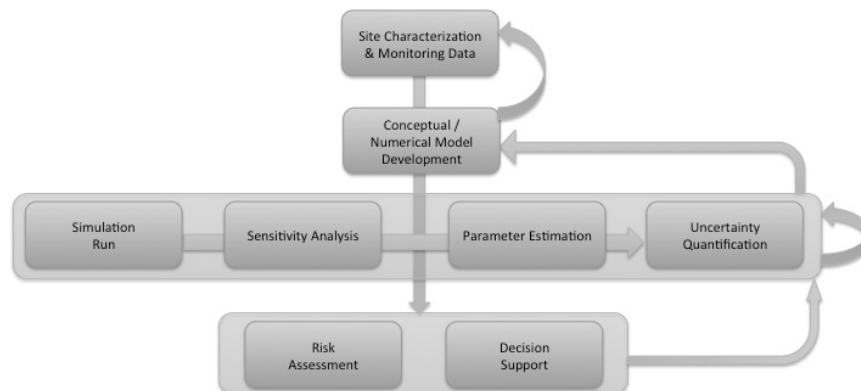 Site Characterization
& Monitoring Data
Conceptual /
Numerical Model
Development
Simulation
Run
Sensitivity Analysis
Parameter Estimation
Uncertainty
Quantification
Risk
Assessment
Decision
Support